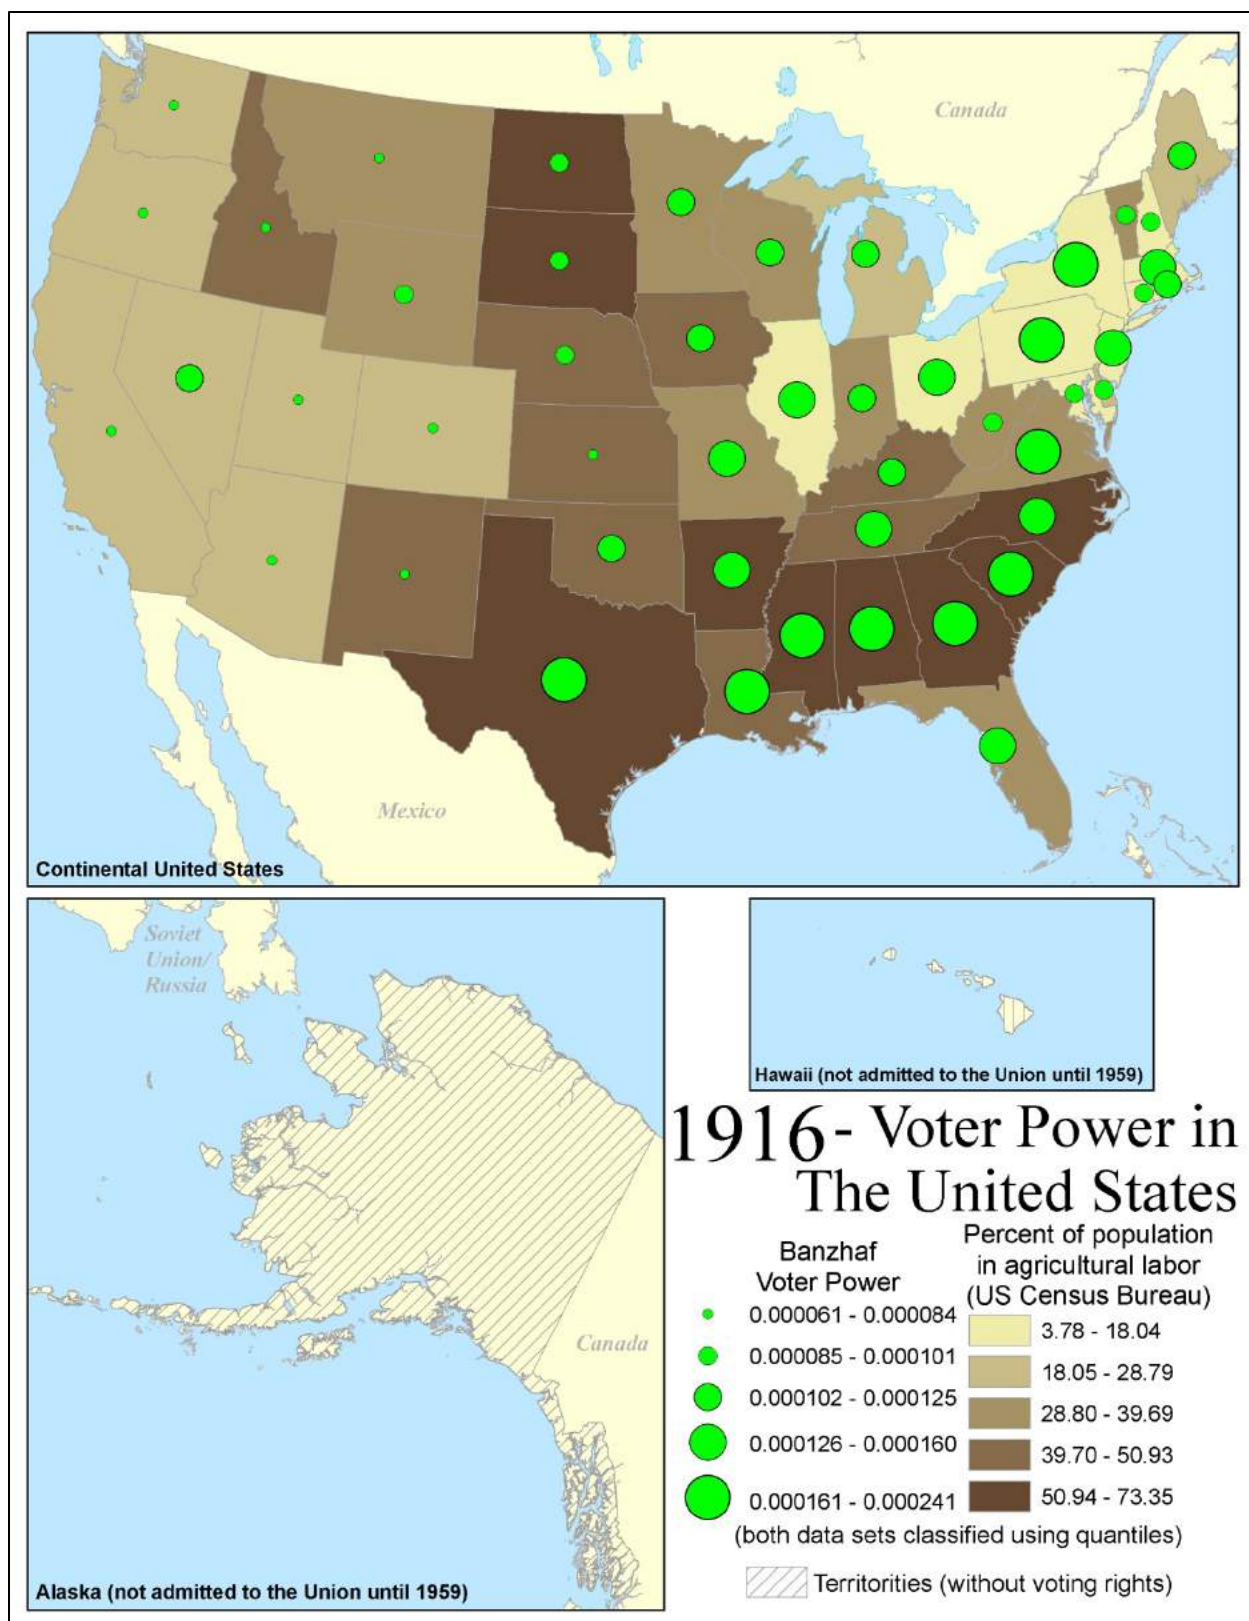 Canada
Mexico
Continental United States
Soviet
Union/
Russia
Canada
Alaska (not admitted to the Union until 1959)
Hawaii (not admitted to the Union until 1959)
1916 - Voter Power in
The United States
Banzhaf
Voter Power
0.000061 - 0.000084
0.000085 - 0.000101
0.000102 - 0.000125
0.000126 - 0.000160
0.000161 - 0.000241
Percent of population
in agricultural labor
(US Census Bureau)
3.78 - 18.04
18.05 - 28.79
28.80 - 39.69
39.70 - 50.93
50.94 - 73.35
(both data sets classified using quantiles)
Territorities (without voting rights)